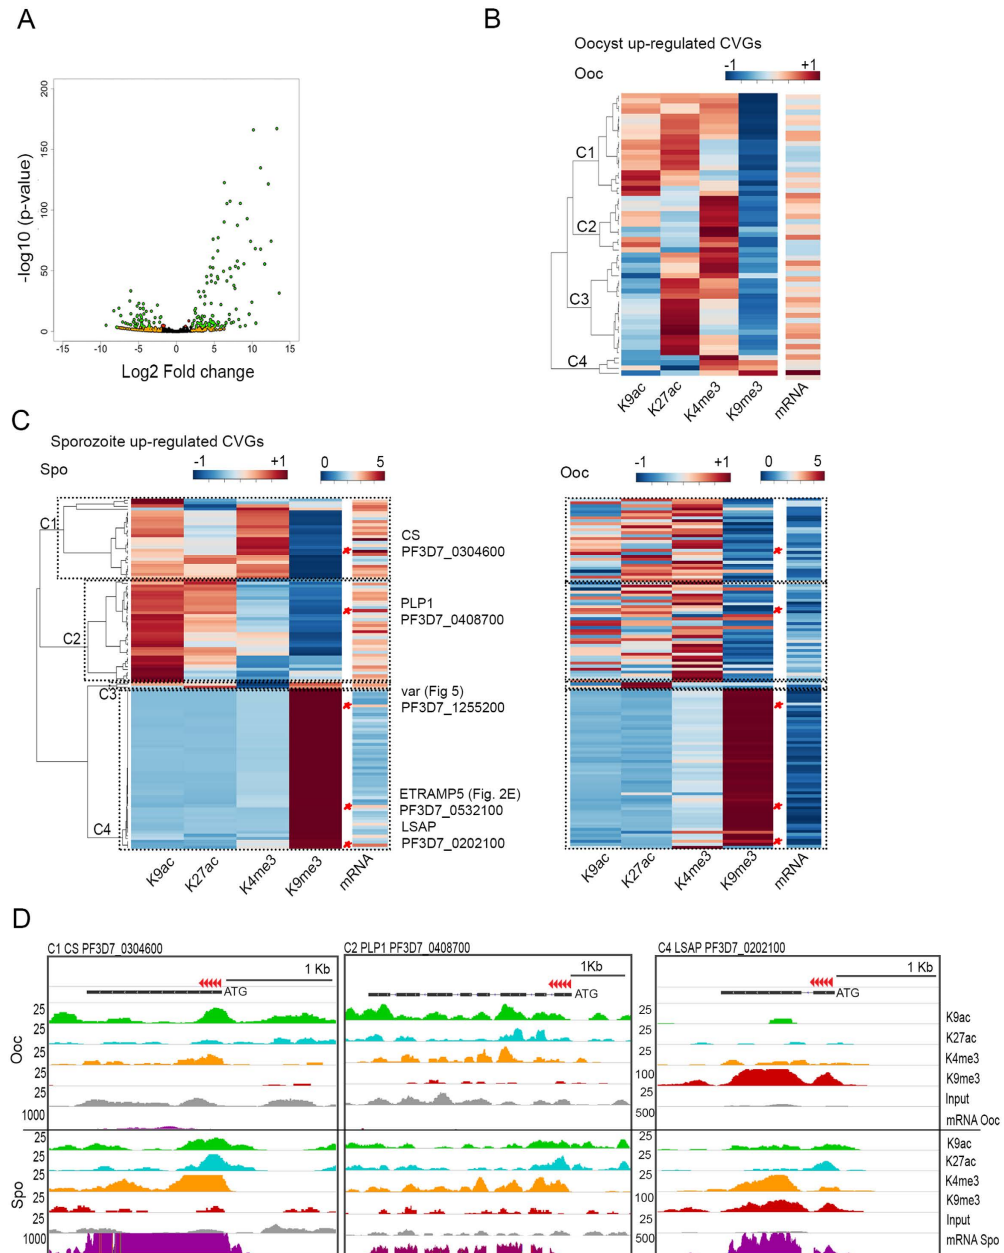 A
200
150
100
50
0
-log10 (p-value)
-15 -10 -5 0 5 10 15
Log2 Fold change
B
Oocyst up-regulated CVGs
Ooc
-1 +1
C1
C2
C3
C4
K9ac K27ac K4me3 K9me3 mRNA
C
Sporozoite up-regulated CVGs
Spo
-1 +1 0 5
C1
C2
C3
C4
K9ac K27ac K4me3 K9me3 mRNA
CS
PF3D7_0304600
PLP1
PF3D7_0408700
var (Fig 5)
PF3D7_1255200
ETRAMP5 (Fig. 2E)
PF3D7_0532100
LSAP
PF3D7_0202100
Ooc
-1 +1 0 5
K9ac K27ac K4me3 K9me3 mRNA
D
C1 CS PF3D7_0304600 C2 PLP1 PF3D7_0408700 C4 LSAP PF3D7_0202100
1 Kb 1Kb 1 Kb
ATG ATG ATG
Ooc
25 25 K9ac
25 25 K27ac
25 25 K4me3
25 100 K9me3
25 Input
1000 500 mRNA Ooc
Spo
25 25 K9ac
25 25 K27ac
25 25 K4me3
25 100 K9me3
25 25 Input
1000 500 mRNA Spo